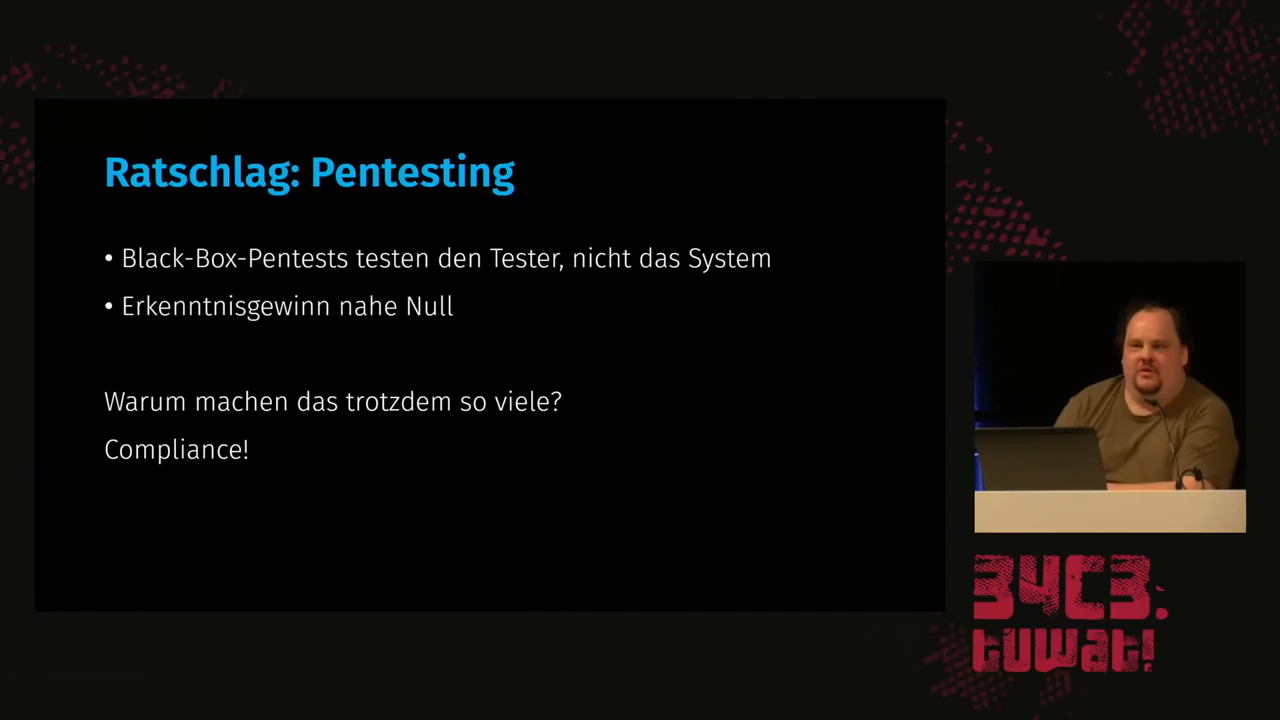 Ratschlag: Pentesting
• Black-Box-Pentests testen den Tester, nicht das System
• Erkenntnisgewinn nahe Null
Warum machen das trotzdem so viele?
Compliance!
34C3.
tuwat!